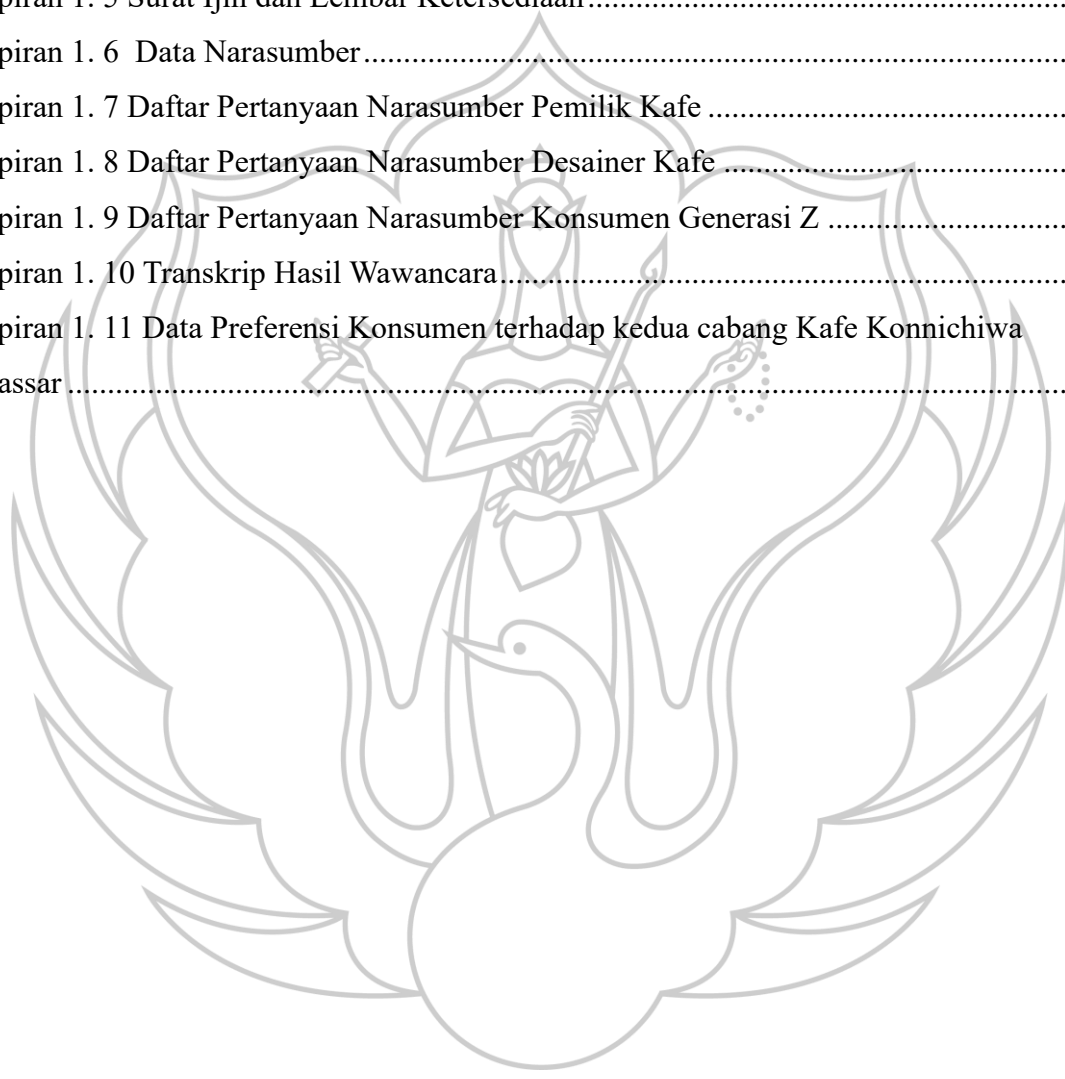 piran 1. 5 Surat Ijin dan Lembar Ketersediaan....................................................
piran 1. 6  Data Narasumber.......................................................................................
piran 1. 7 Daftar Pertanyaan Narasumber Pemilik Kafe ............................................
piran 1. 8 Daftar Pertanyaan Narasumber Desainer Kafe ..........................................
piran 1. 9 Daftar Pertanyaan Narasumber Konsumen Generasi Z .............................
piran 1. 10 Transkrip Hasil Wawancara......................................................................
piran 1. 11 Data Preferensi Konsumen terhadap kedua cabang Kafe Konnichiwa
assar ............................................................................................................................